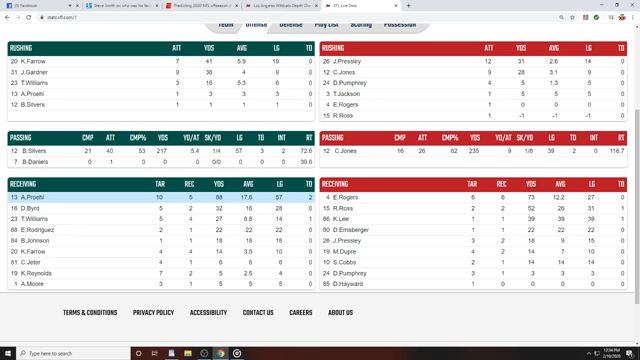 (3) Facebook
Steve Smith on who was his fav
Predicting 2020 NFL offseason
Los Angeles Wildcats Depth Ch
XFL Live Stats
stats.xfl.com/1
Team Offense Defense Play List Scoring Possession
RUSHING ATT YDS AVG LG TD
20 K.Farrow 7 41 5.9 19 0
31 J.Gardner 9 36 4 9 0
23 T.Williams 3 16 5.3 6 0
13 A.Proehl 1 3 3 3 0
12 B.Silvers 1 1 1 1 0
RUSHING ATT YDS AVG LG TD
26 J.Pressley 12 31 2.6 14 0
12 C.Jones 9 28 3.1 9 0
24 D.Pumphrey 4 5 1.3 5 0
3 T.Jackson 1 5 5 5 0
4 E.Rogers 1 0 0 0 0
15 R.Ross 1 -1 -1 -1 0
PASSING CMP ATT CMP% YDS YD/AT SK/YD LG TD INT RT
12 B.Silvers 21 40 53 217 5.4 1/4 57 3 2 72.6
7 B.Daniels 0 1 0 0 0 0/0 0 0 0 39.6
PASSING CMP ATT CMP% YDS YD/AT SK/YD LG TD INT RT
12 C.Jones 16 26 62 235 9 1/8 39 2 0 116.7
RECEIVING TAR REC YDS AVG LG TD
13 A.Proehl 10 5 88 17.6 57 2
16 D.Byrd 5 2 32 16 28 0
23 T.Williams 5 4 27 6.8 14 1
88 E.Rodriguez 2 1 22 22 22 0
84 B.Johnson 1 1 18 18 18 0
20 K.Farrow 4 4 14 3.5 10 0
81 C.Jeter 4 1 6 6 6 0
19 K.Reynolds 7 2 5 2.5 4 0
1 A.Moore 3 1 5 5 5 0
RECEIVING TAR REC YDS AVG LG TD
4 E.Rogers 6 6 73 12.2 27 0
15 R.Ross 2 2 52 26 31 1
86 K.Lee 1 1 39 39 39 1
80 D.Ernsberger 1 1 22 22 22 0
26 J.Pressley 3 2 18 9 15 0
19 M.Dupre 4 2 14 7 10 0
10 S.Cobbs 2 1 14 14 14 0
24 D.Pumphrey 3 1 3 3 3 0
85 D.Hayward 1 0 0 0 0 0
TERMS & CONDITIONS PRIVACY POLICY ACCESSIBILITY CONTACT US CAREERS ABOUT US
Type here to search
12:34 PM
2/10/2020